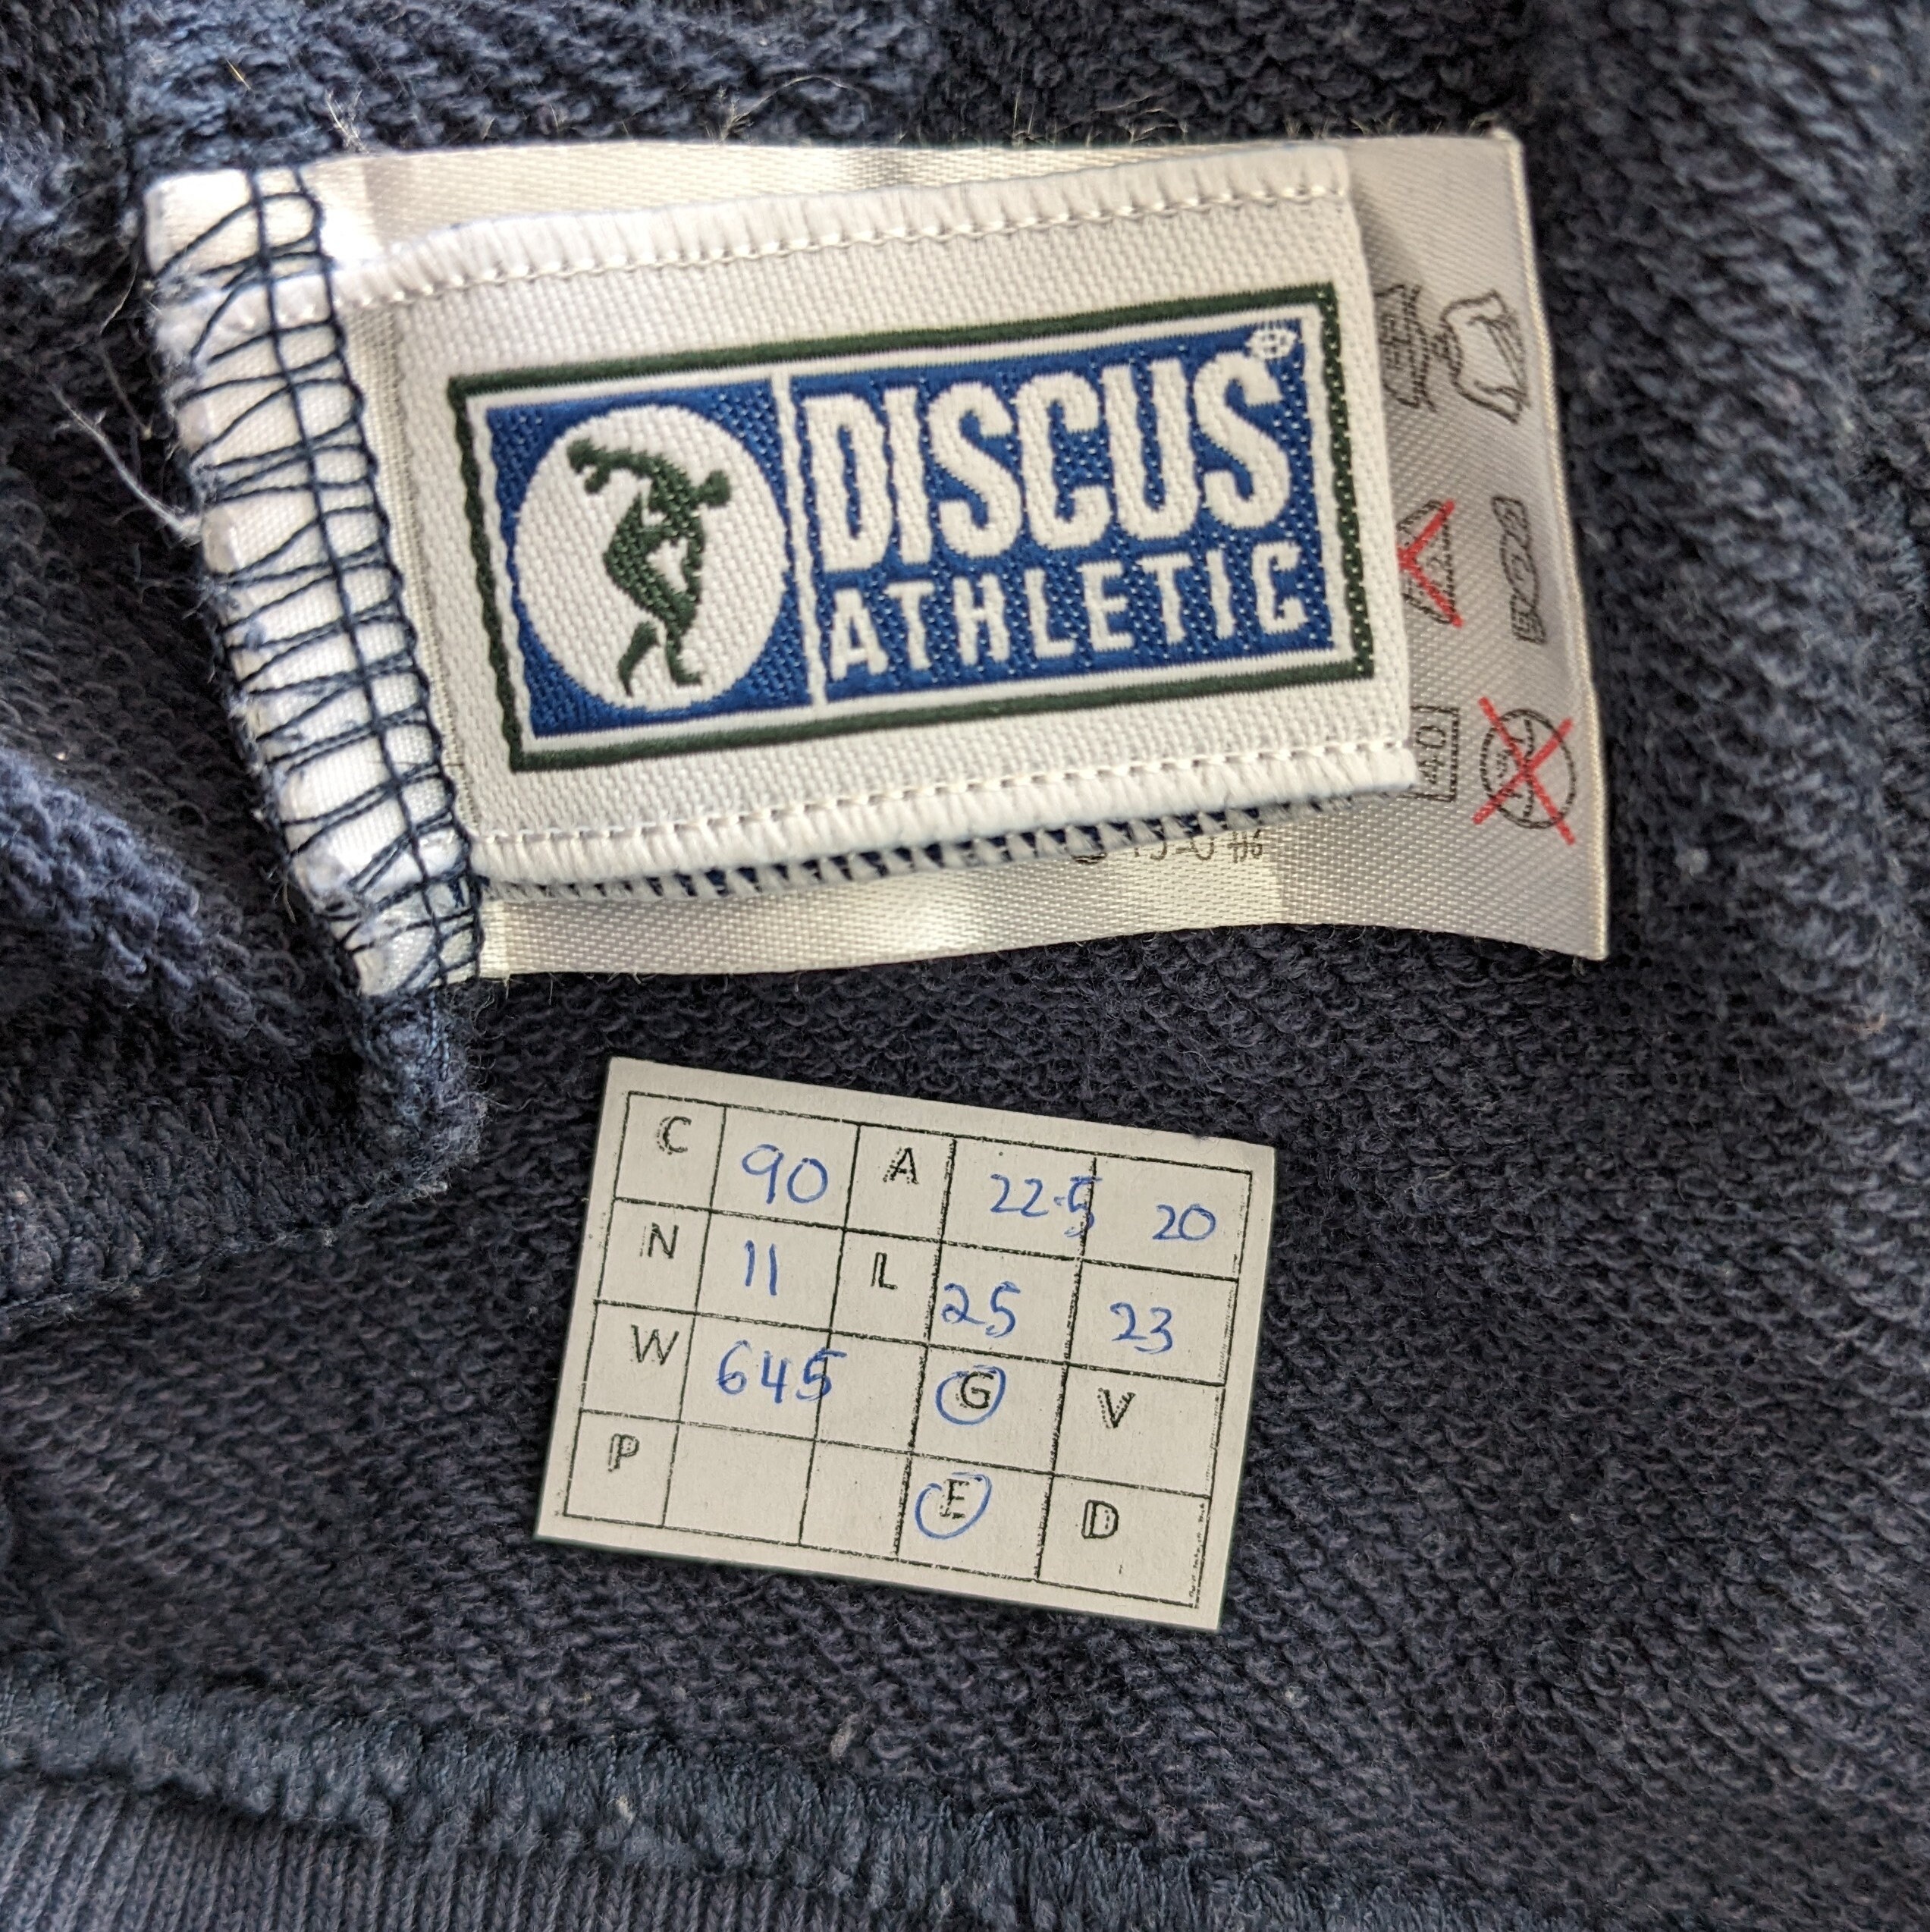 DISCUS®
ATHLETIC
C 90 A 22.5 20
N 11 L 25 23
W 645 G V
P E D